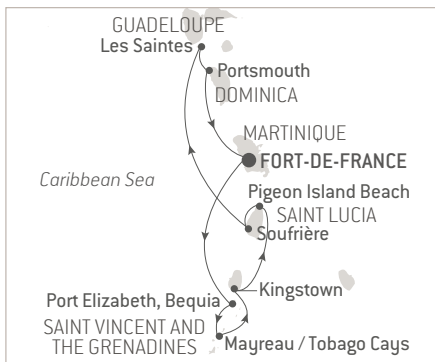 GUADELOUPE
Les Saintes
Portsmouth
DOMINICA
MARTINIQUE
FORT-DE-FRANCE
Caribbean Sea
Pigeon Island Beach
SAINT LUCIA
Soufrière
Kingstown
Port Elizabeth, Bequia
SAINT VINCENT AND
THE GRENADINES
Mayreau / Tobago Cays